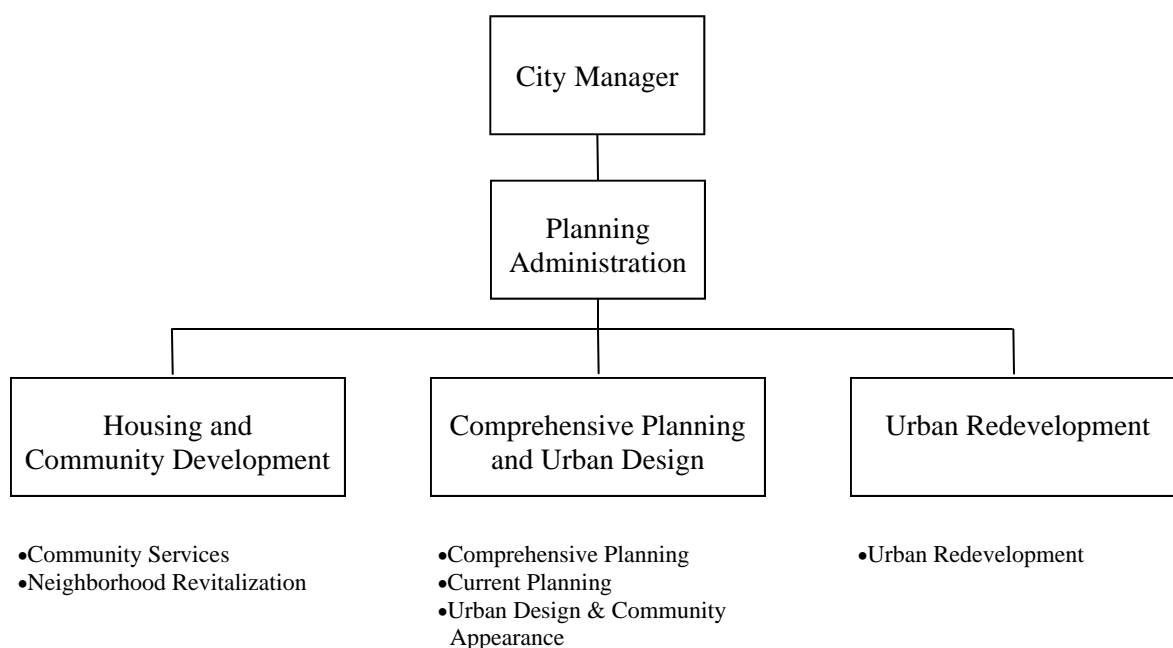 City Manager
Planning
Administration
Housing and
Community Development
Comprehensive Planning
and Urban Design
Urban Redevelopment
•Community Services
•Neighborhood Revitalization
•Comprehensive Planning
•Current Planning
•Urban Design & Community
Appearance
•Urban Redevelopment